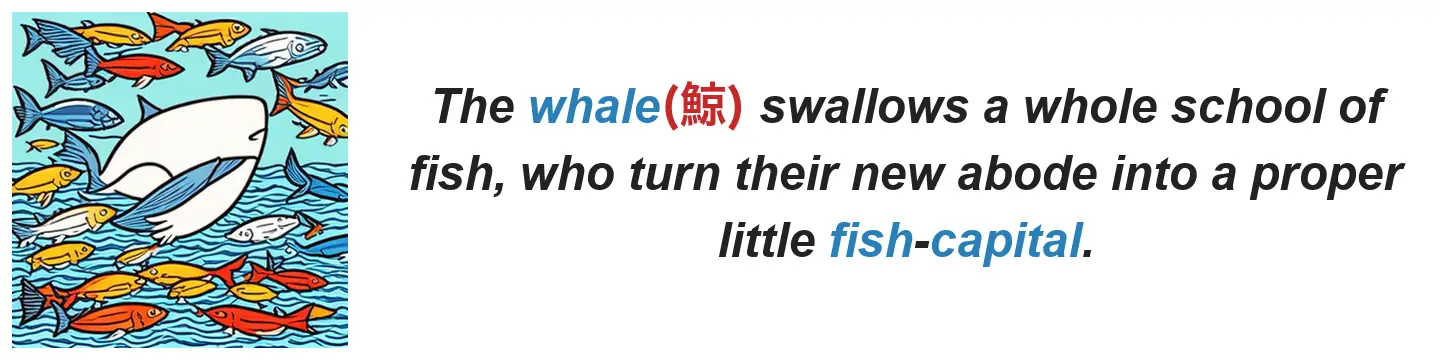 The whale(鯨) swallows a whole school of
fish, who turn their new abode into a proper
little fish-capital.